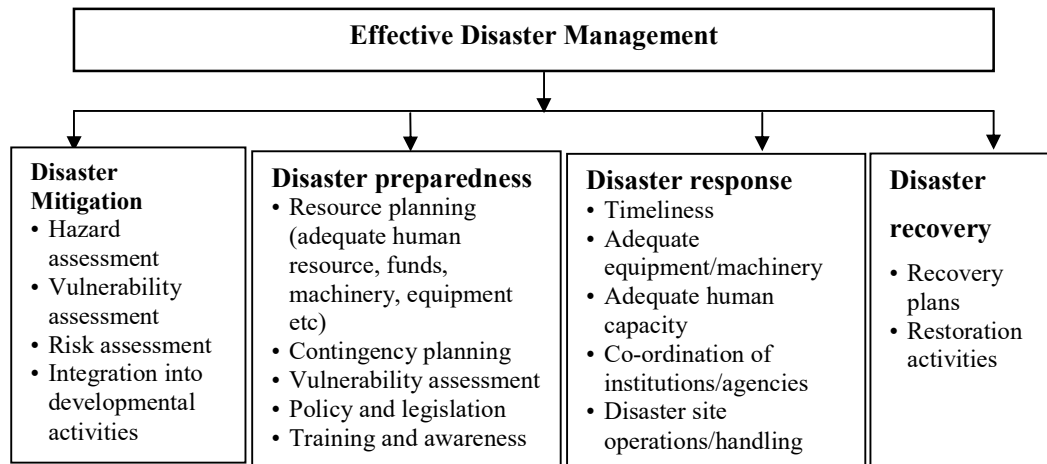 Effective Disaster Management
Disaster
Mitigation
• Hazard
assessment
• Vulnerability
assessment
• Risk assessment
• Integration into
developmental
activities
Disaster preparedness
• Resource planning
(adequate human
resource, funds,
machinery, equipment
etc)
• Contingency planning
• Vulnerability assessment
• Policy and legislation
• Training and awareness
Disaster response
• Timeliness
• Adequate
equipment/machinery
• Adequate human
capacity
• Co-ordination of
institutions/agencies
• Disaster site
operations/handling
Disaster
recovery
• Recovery
plans
• Restoration
activities